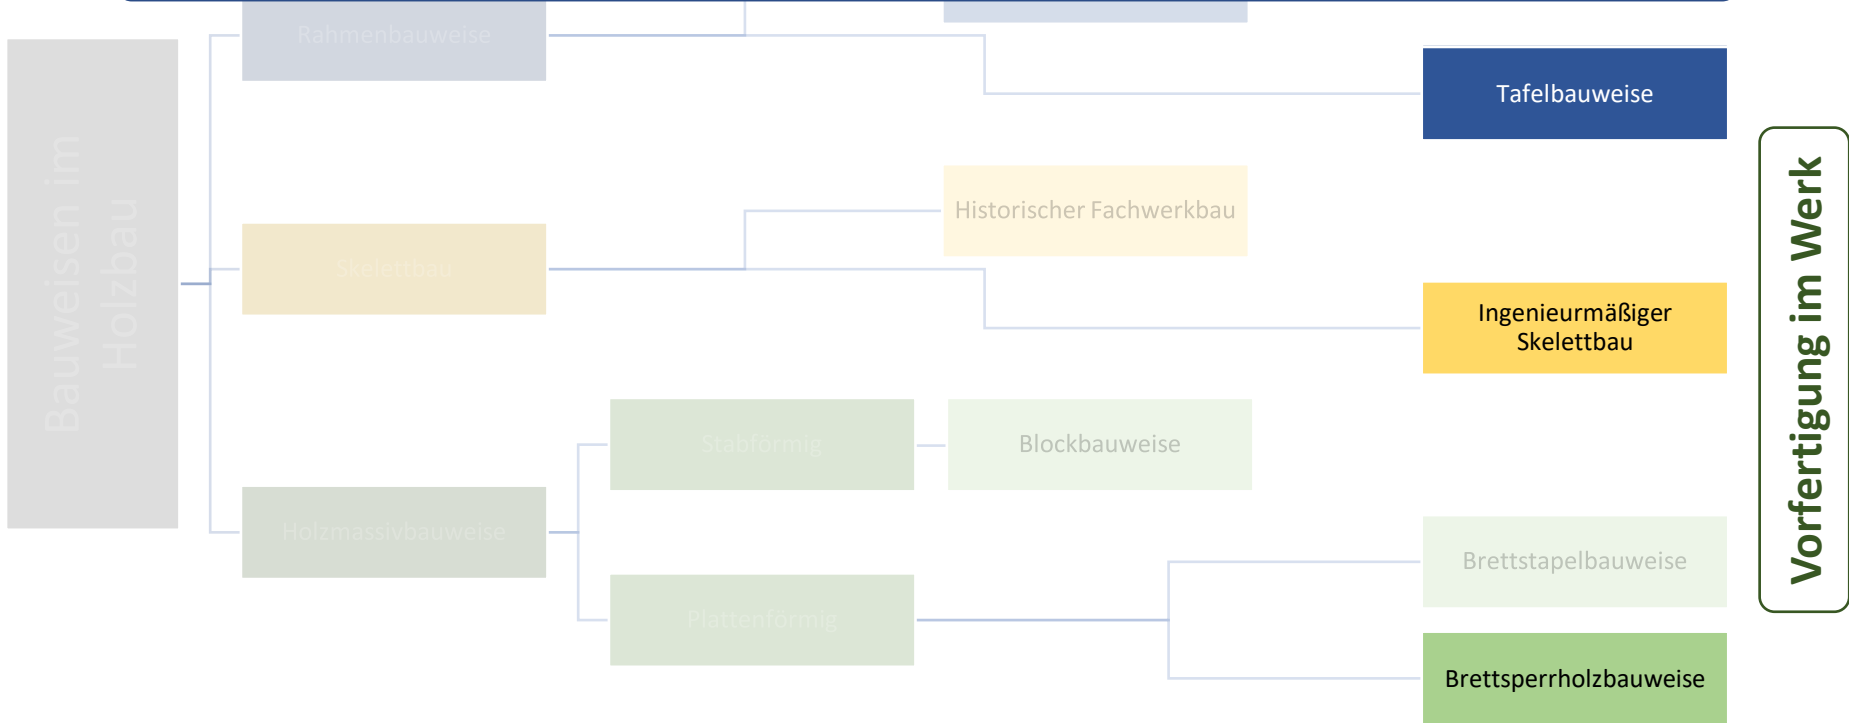 Rahmenbauweise
Tafelbauweise
Bauweisen im
Holzbau
Historischer Fachwerkbau
Skelettbau
Ingenieurmäßiger
Skelettbau
Vorfertigung im Werk
Stabförmig
Blockbauweise
Holzmassivbauweise
Brettstapelbauweise
Plattenförmig
Brettsperrholzbauweise